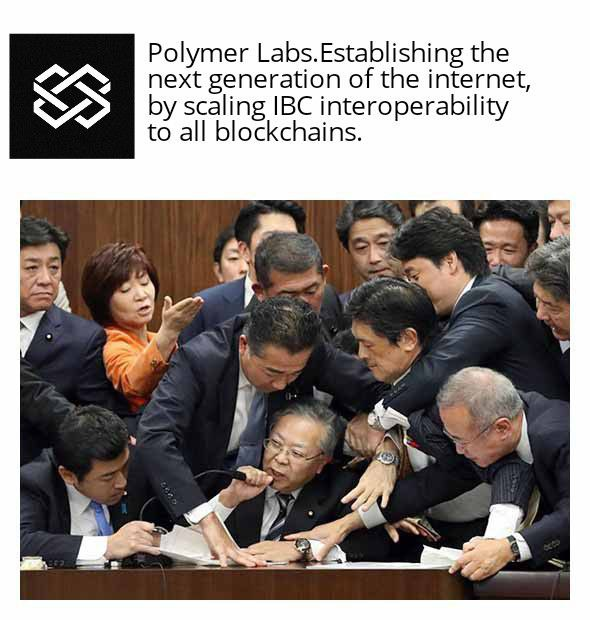 Polymer Labs.Establishing the
next generation of the internet,
by scaling IBC interoperability
to all blockchains.